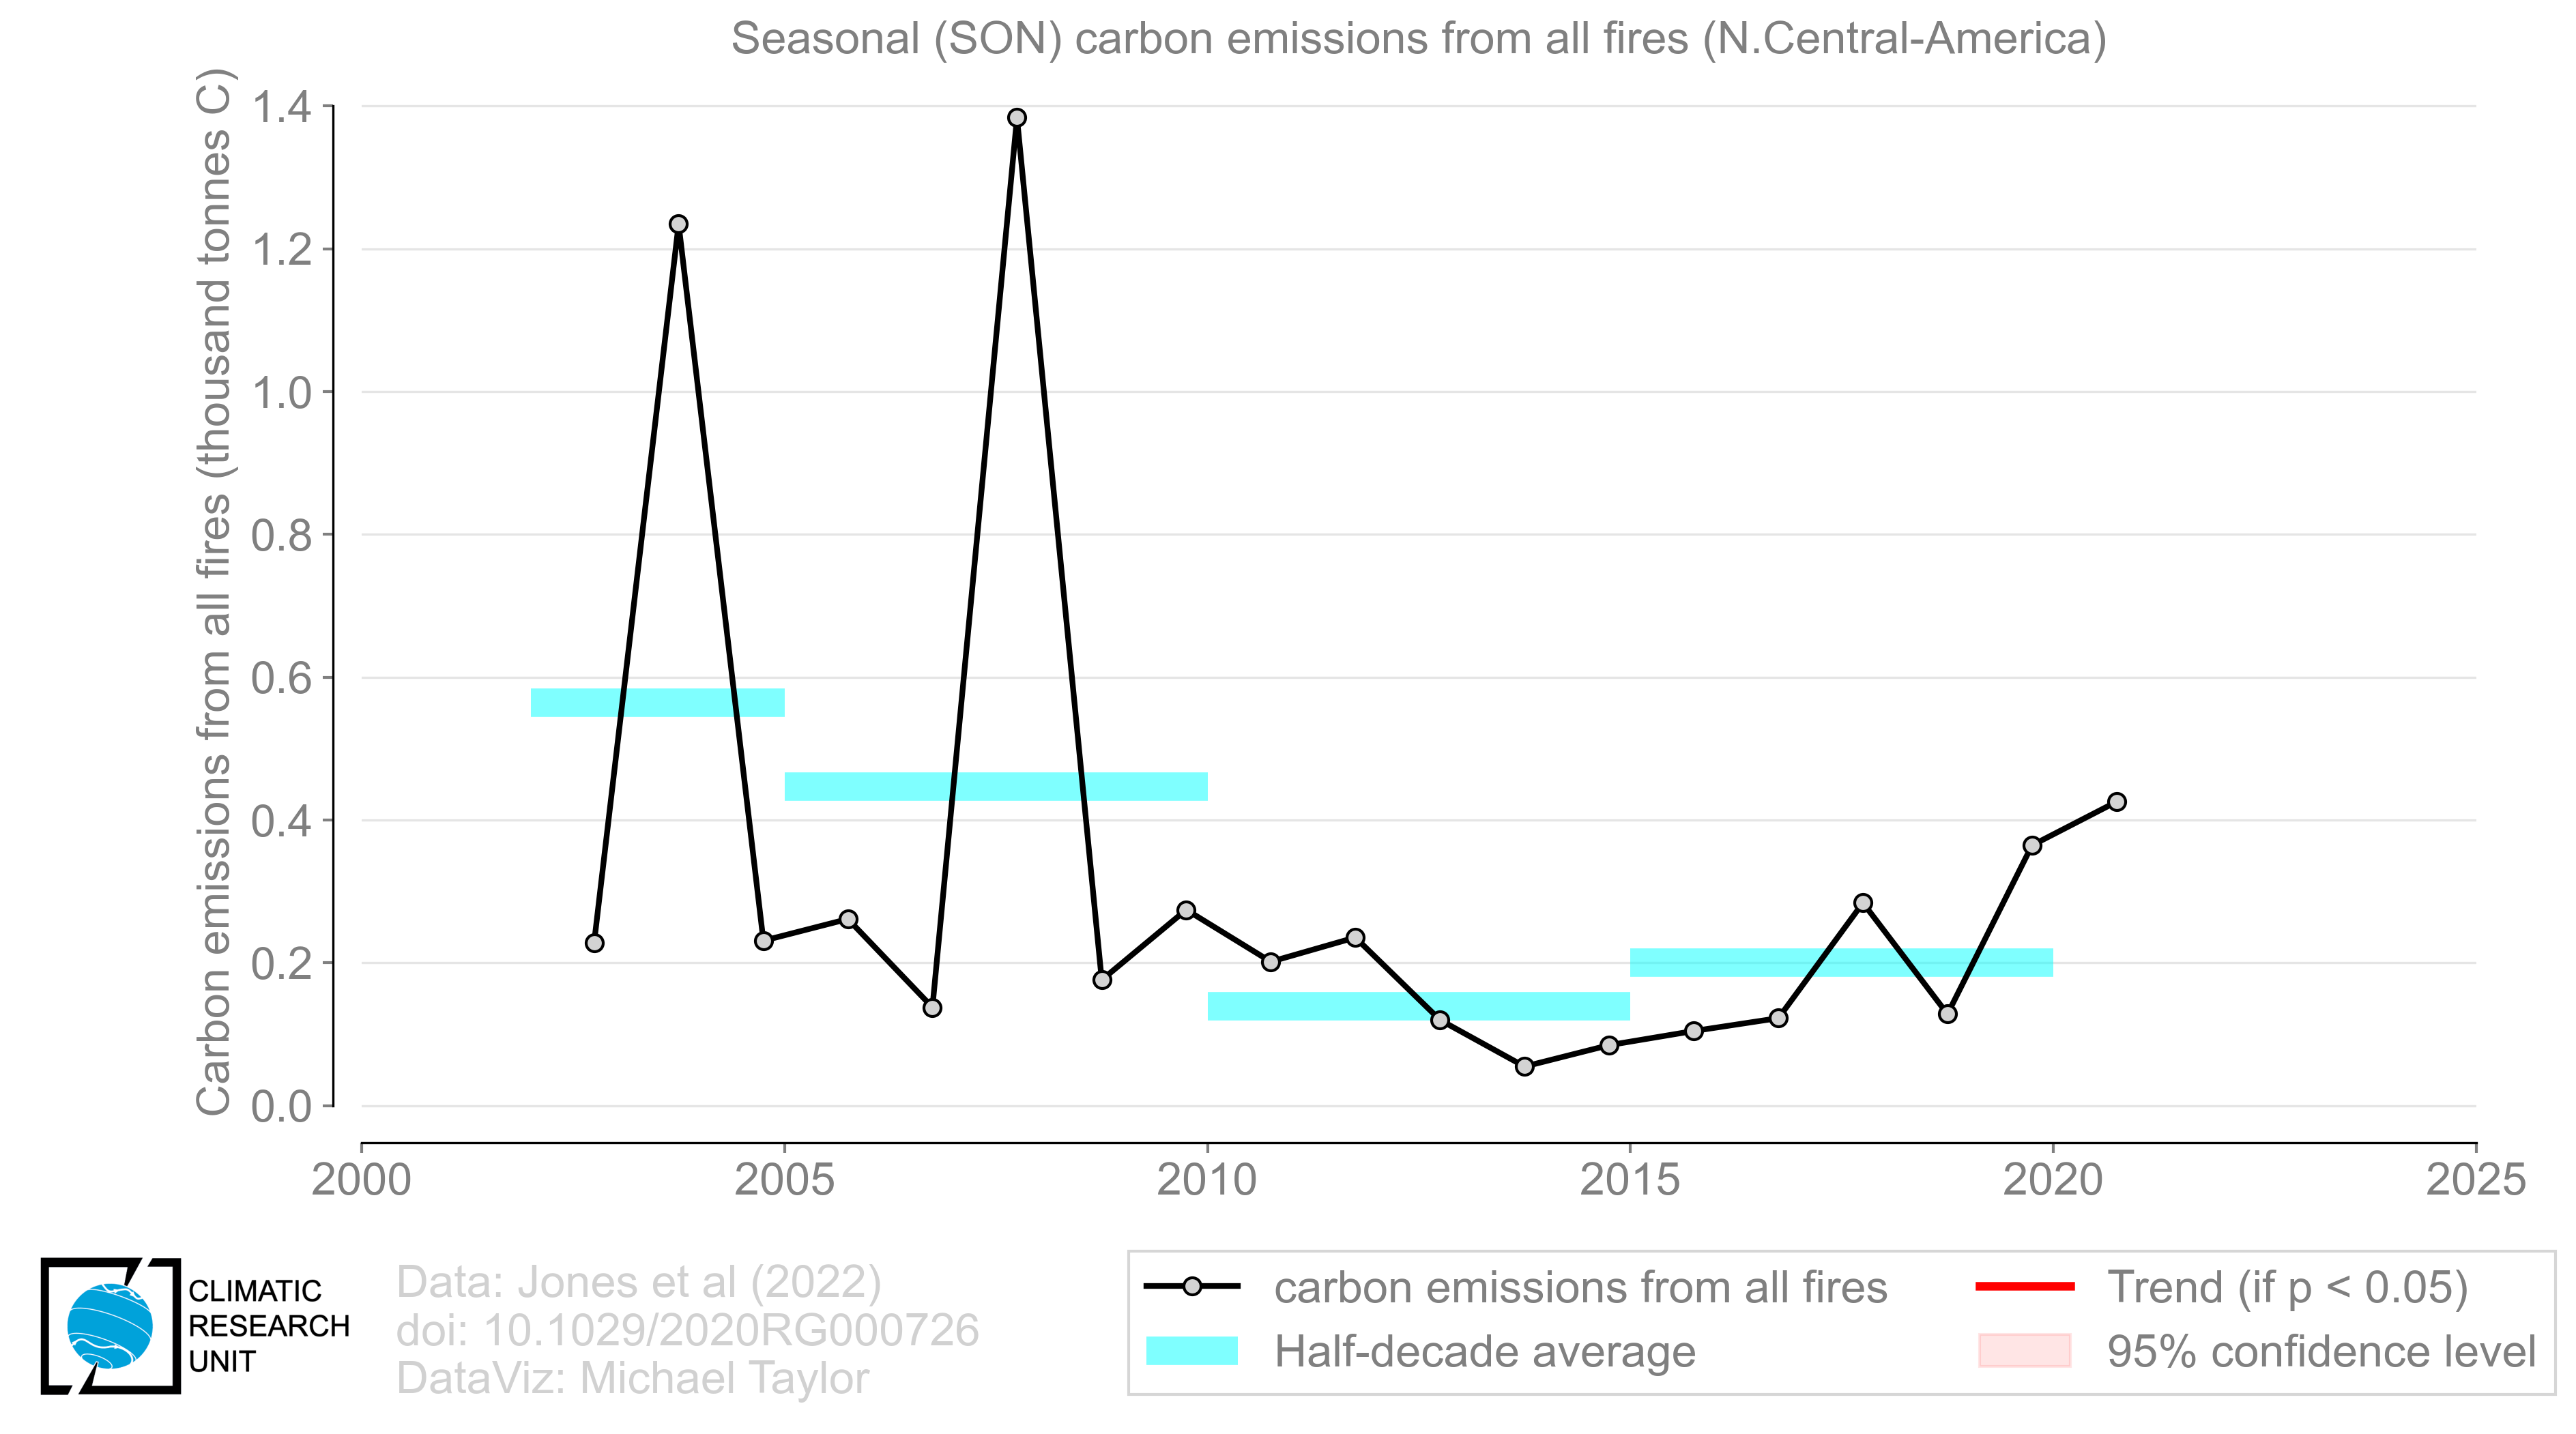 Seasonal (SON) carbon emissions from all fires (N.Central-America)
Carbon emissions from all fires (thousand tonnes C)
1.4
1.2
1.0
0.8
0.6
0.4
0.2
0.0
2000 2005 2010 2015 2020 2025
CLIMATIC
RESEARCH
UNIT
Data: Jones et al (2022)
doi: 10.1029/2020RG000726
DataViz: Michael Taylor
carbon emissions from all fires
Half-decade average
Trend (if p < 0.05)
95% confidence level